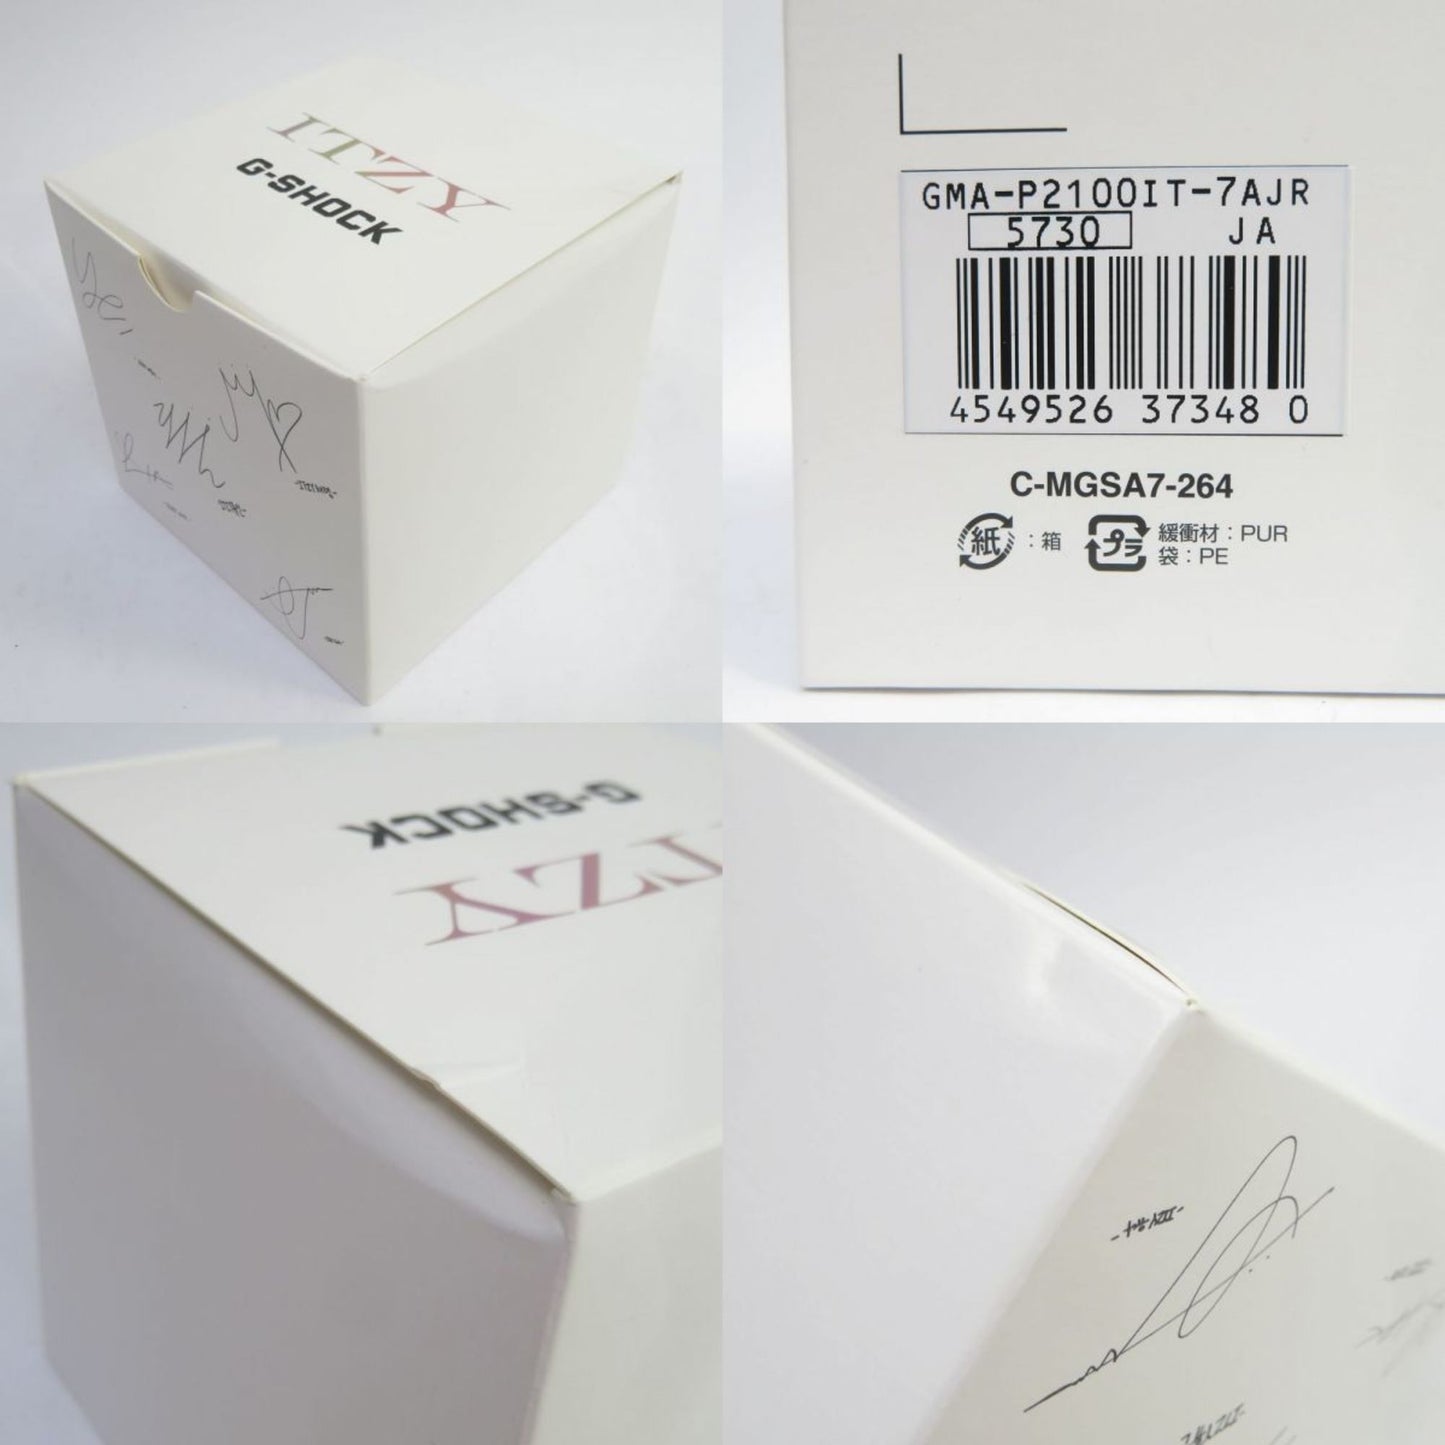 ITZY
G-SHOCK
GMA-P2100IT-7AJR
5730 JA
4549526 37348 0
C-MGSA7-264
紙 : 箱
プラ 緩衝材 : PUR
袋 : PE
G-SHOCK
TZY